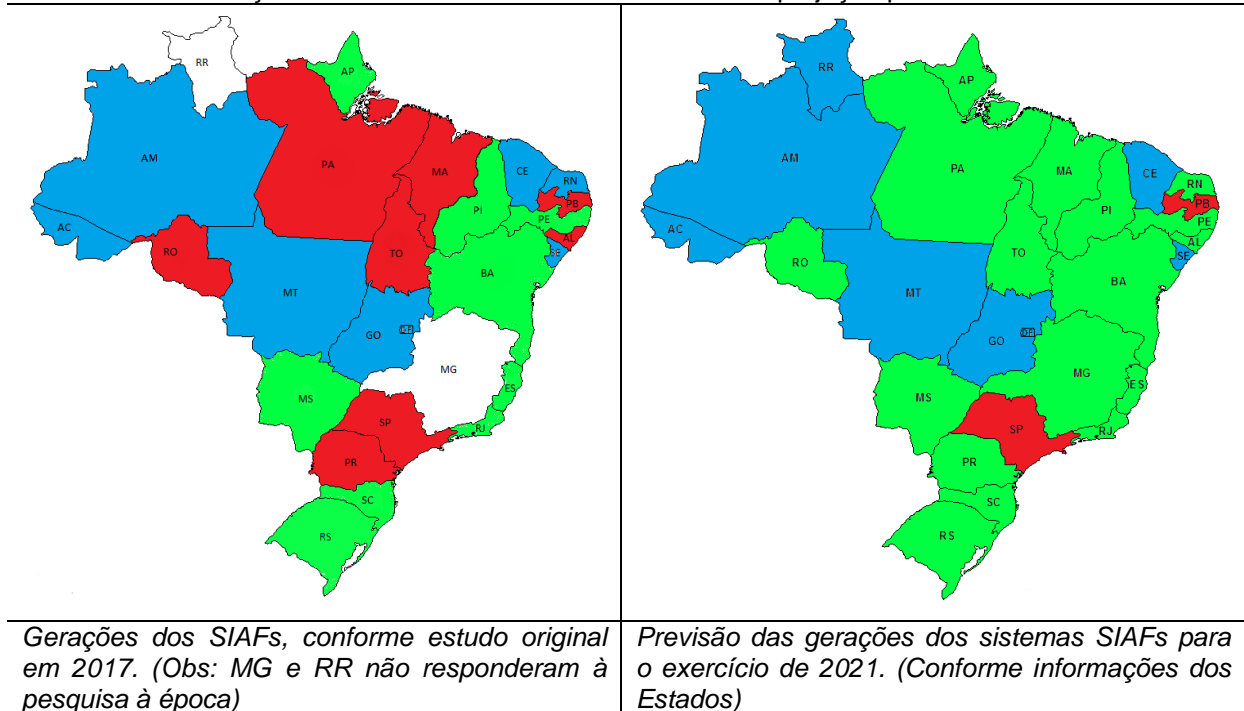 RR
AP
AM
PA
MA
CE
RN
PI
PB
PE
AC
AL
SE
RO
TO
BA
MT
GO
DF
MG
MS
ES
SP
RJ
PR
SC
RS
RR
AP
AM
PA
MA
CE
RN
PB
PI
PE
AC
AL
SE
RO
TO
BA
MT
GO
DF
MG
ES
MS
SP
RJ
PR
SC
RS
Gerações dos SIAFs, conforme estudo original
em 2017. (Obs: MG e RR não responderam à
pesquisa à época)
Previsão das gerações dos sistemas SIAFs para
o exercício de 2021. (Conforme informações dos
Estados)